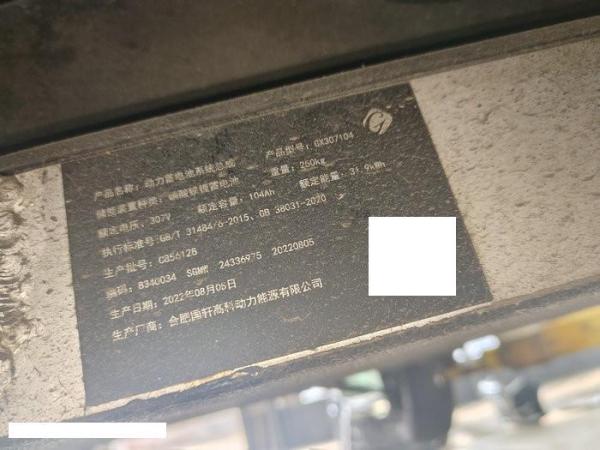 产品名称：动力蓄电池系统总成 产品型号：GX307104
储能装置种类：磷酸铁锂蓄电池 重量：260kg
额定电压：307V 额定容量：104Ah 额定能量：31.9kWh
执行标准号：GB/T 31484/6-2015、GB 38031-2020
生产批号：C856128
编码：B340034 SGMW 24336975 20220805
生产日期：2022年08月05日
生产厂商：合肥国轩高科动力能源有限公司